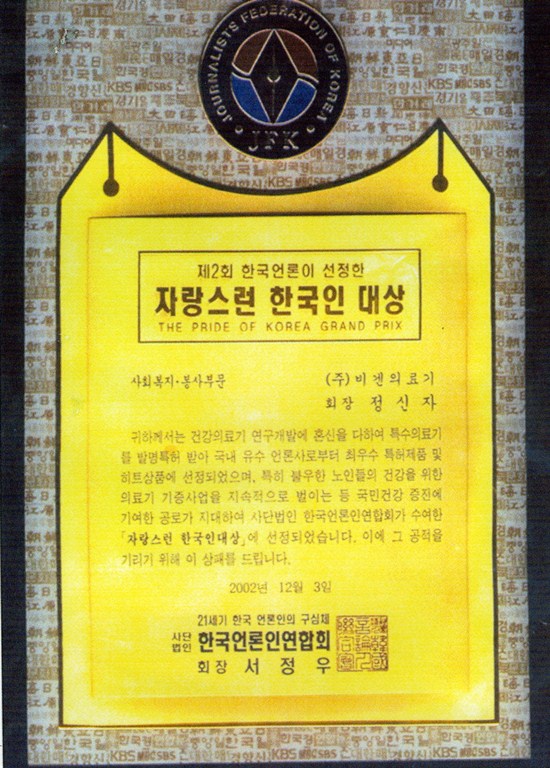 JOURNALISTS FEDERATION OF KOREA
JFK
제2회 한국언론이 선정한
자랑스런 한국인 대상
THE PRIDE OF KOREA GRAND PRIX
사회복지·봉사부문
(주)비겐의료기
회장 정신자
귀하께서는 건강의료기 연구개발에 혼신을 다하여 특수의료기
를 발명특허 받아 국내 유수 언론사로부터 최우수 특허제품 및
히트상품에 선정되었으며, 특히 불우한 노인들의 건강을 위한
의료기 기증사업을 지속적으로 벌이는 등 국민건강 증진에
기여한 공로가 지대하여 사단법인 한국언론인연합회가 수여한
「자랑스런 한국인대상」에 선정되었습니다. 이에 그 공적을
기리기 위해 이 상패를 드립니다.
2002년 12월 3일
21세기 한국 언론인의 구심체
사단법인 한국언론인연합회
회장 서정우